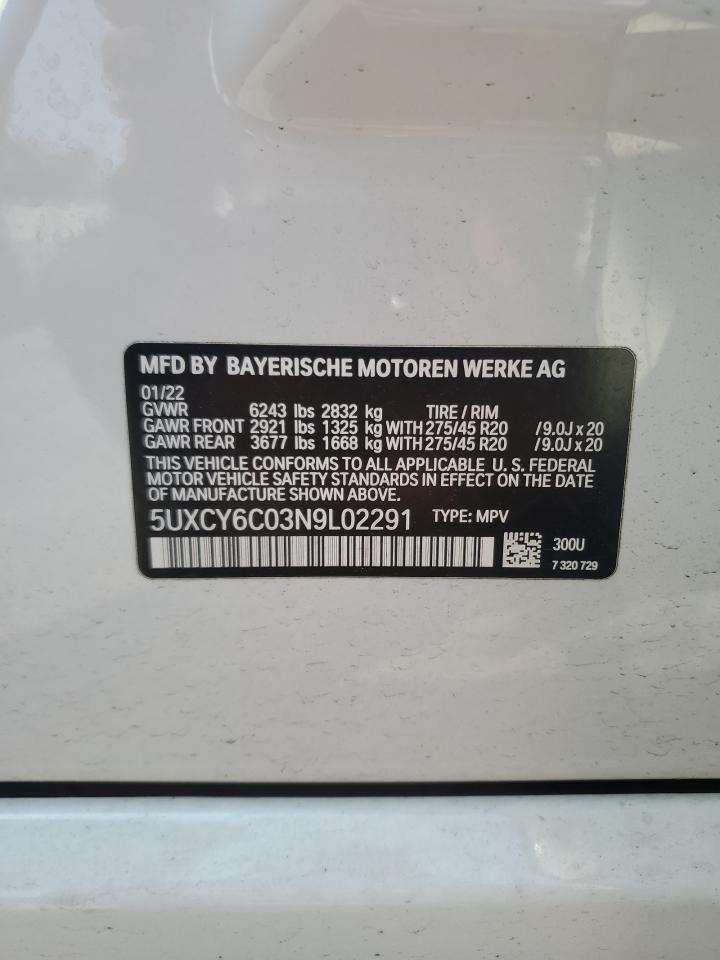 MFD BY BAYERISCHE MOTOREN WERKE AG
01/22
GVWR 6243 lbs 2832 kg TIRE / RIM
GAWR FRONT 2921 lbs 1325 kg WITH 275/45 R20 / 9.0J x 20
GAWR REAR 3677 lbs 1668 kg WITH 275/45 R20 / 9.0J x 20
THIS VEHICLE CONFORMS TO ALL APPLICABLE U. S. FEDERAL
MOTOR VEHICLE SAFETY STANDARDS IN EFFECT ON THE DATE
OF MANUFACTURE SHOWN ABOVE.
5UXCY6C03N9L02291 TYPE: MPV
300U
7 320 729